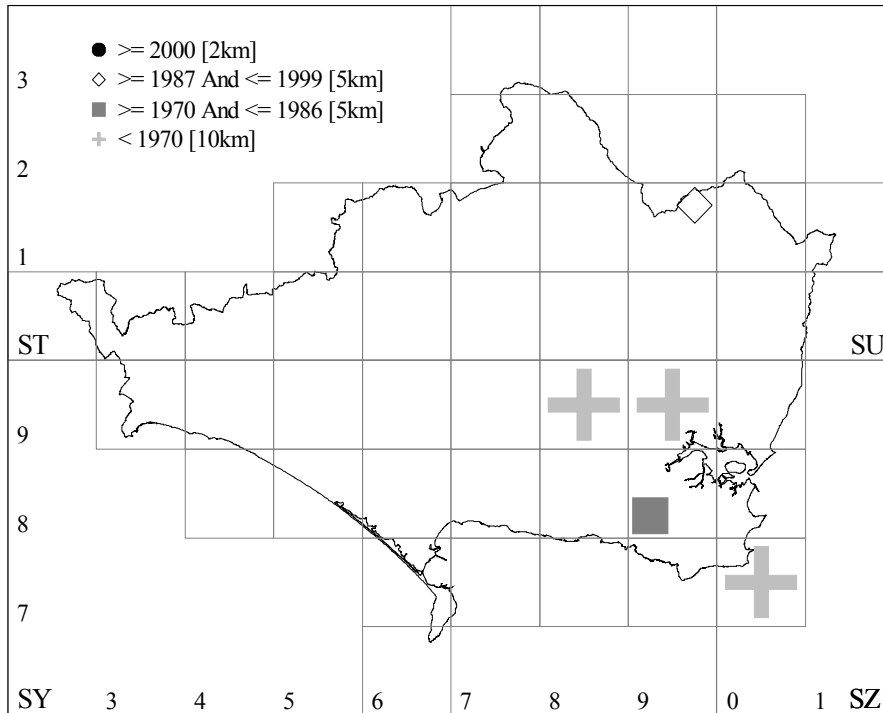 >= 2000 [2km]
3
>= 1987 And <= 1999 [5km]
>= 1970 And <= 1986 [5km]
< 1970 [10km]
2
1
ST
SU
9
8
7
SY
3
4
5
6
7
8
9
0
1
SZ